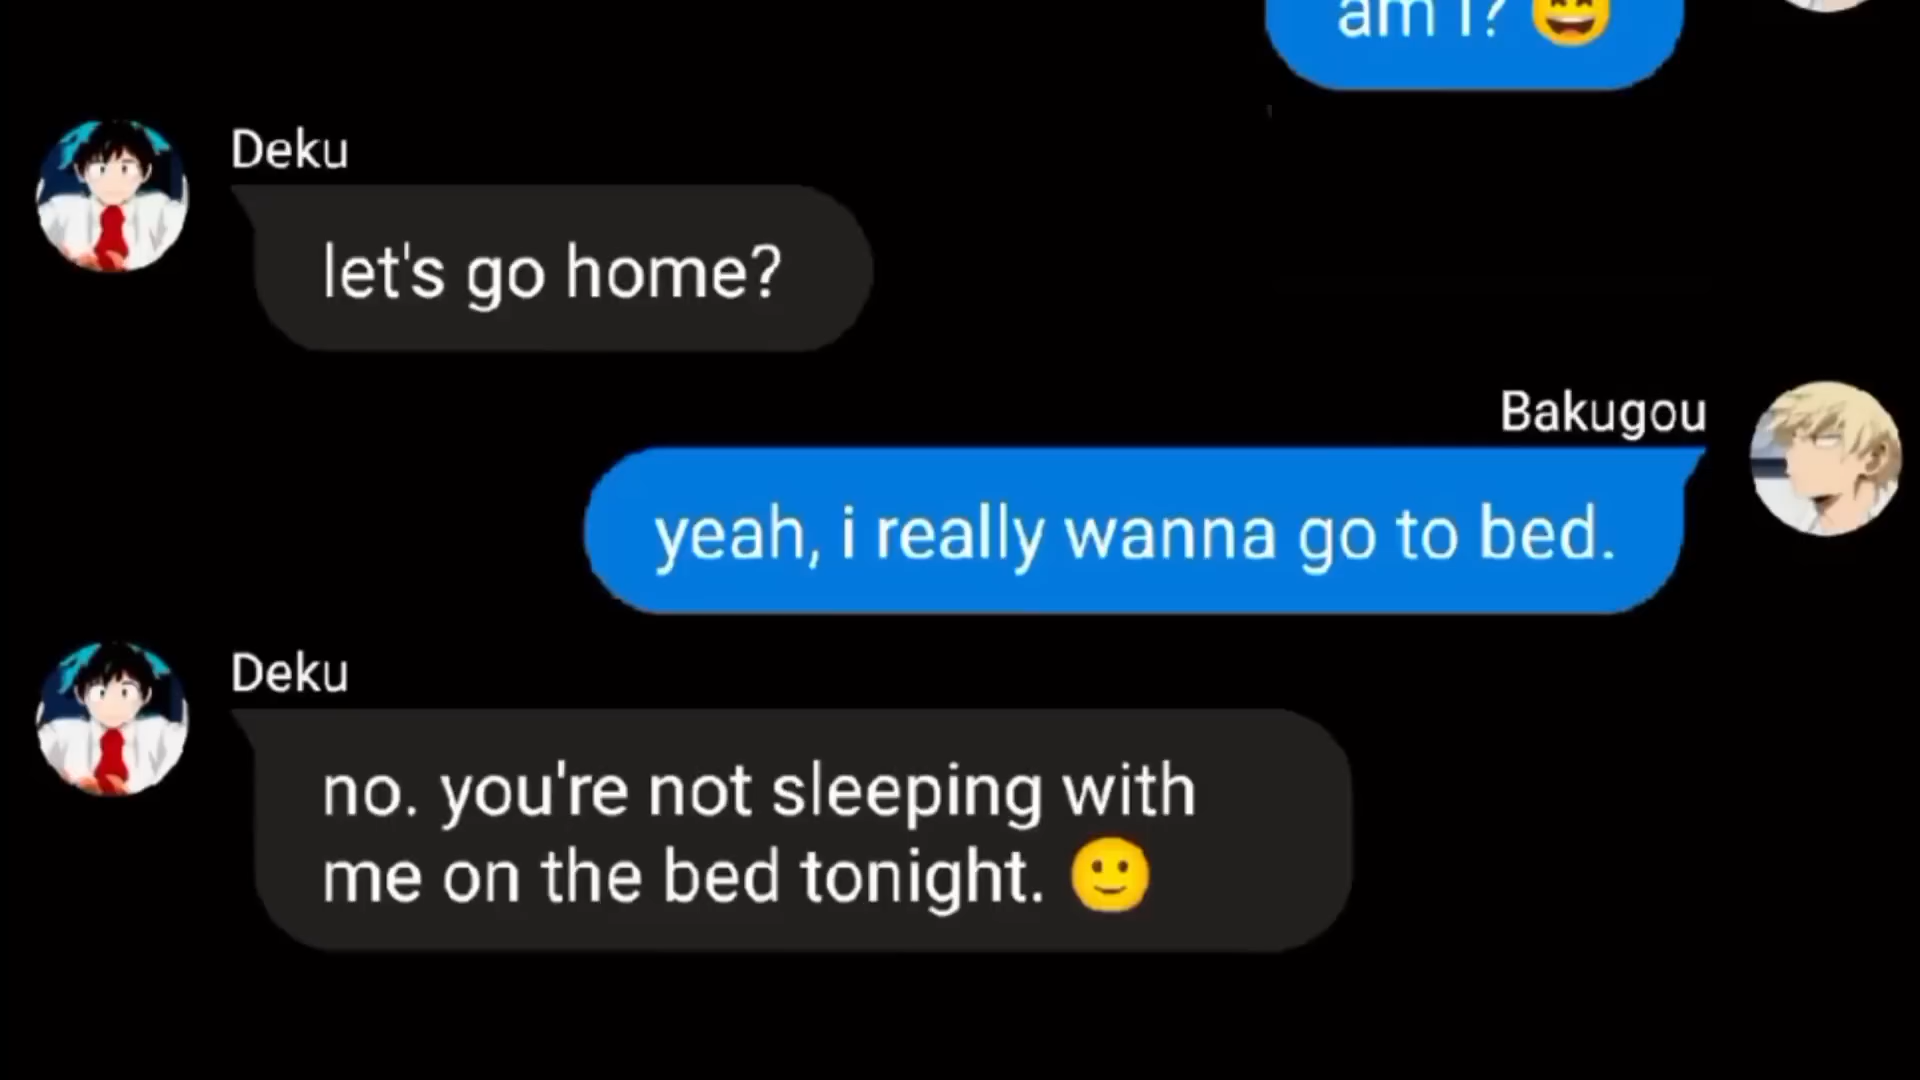 am I? 😄
Deku
let's go home?
Bakugou
yeah, i really wanna go to bed.
Deku
no. you're not sleeping with
me on the bed tonight. 🙂